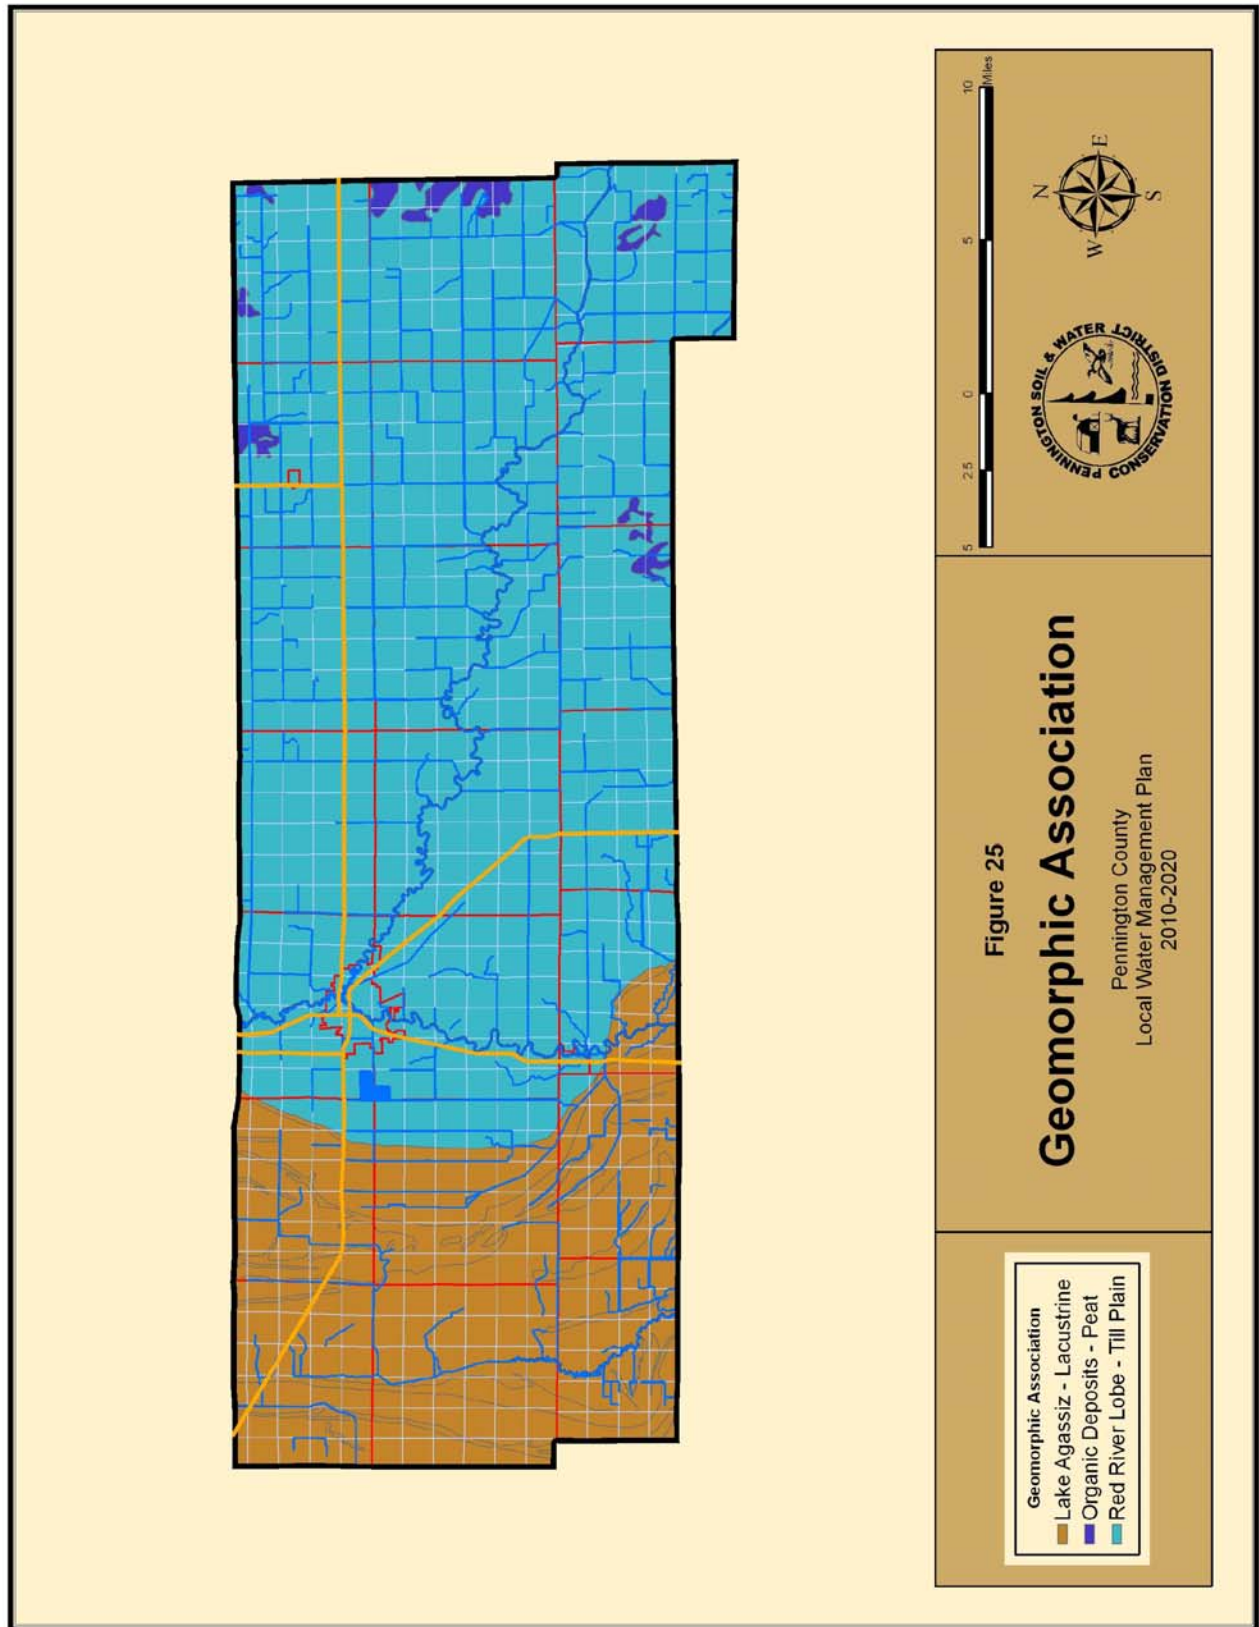 Geomorphic Association
Lake Agassiz - Lacustrine
Organic Deposits - Peat
Red River Lobe - Till Plain
Figure 25
Geomorphic Association
Pennington County
Local Water Management Plan
2010-2020
5 2.5 0 5 10
Miles
PENNINGTON SOIL & WATER
CONSERVATION DISTRICT
N
W E
S